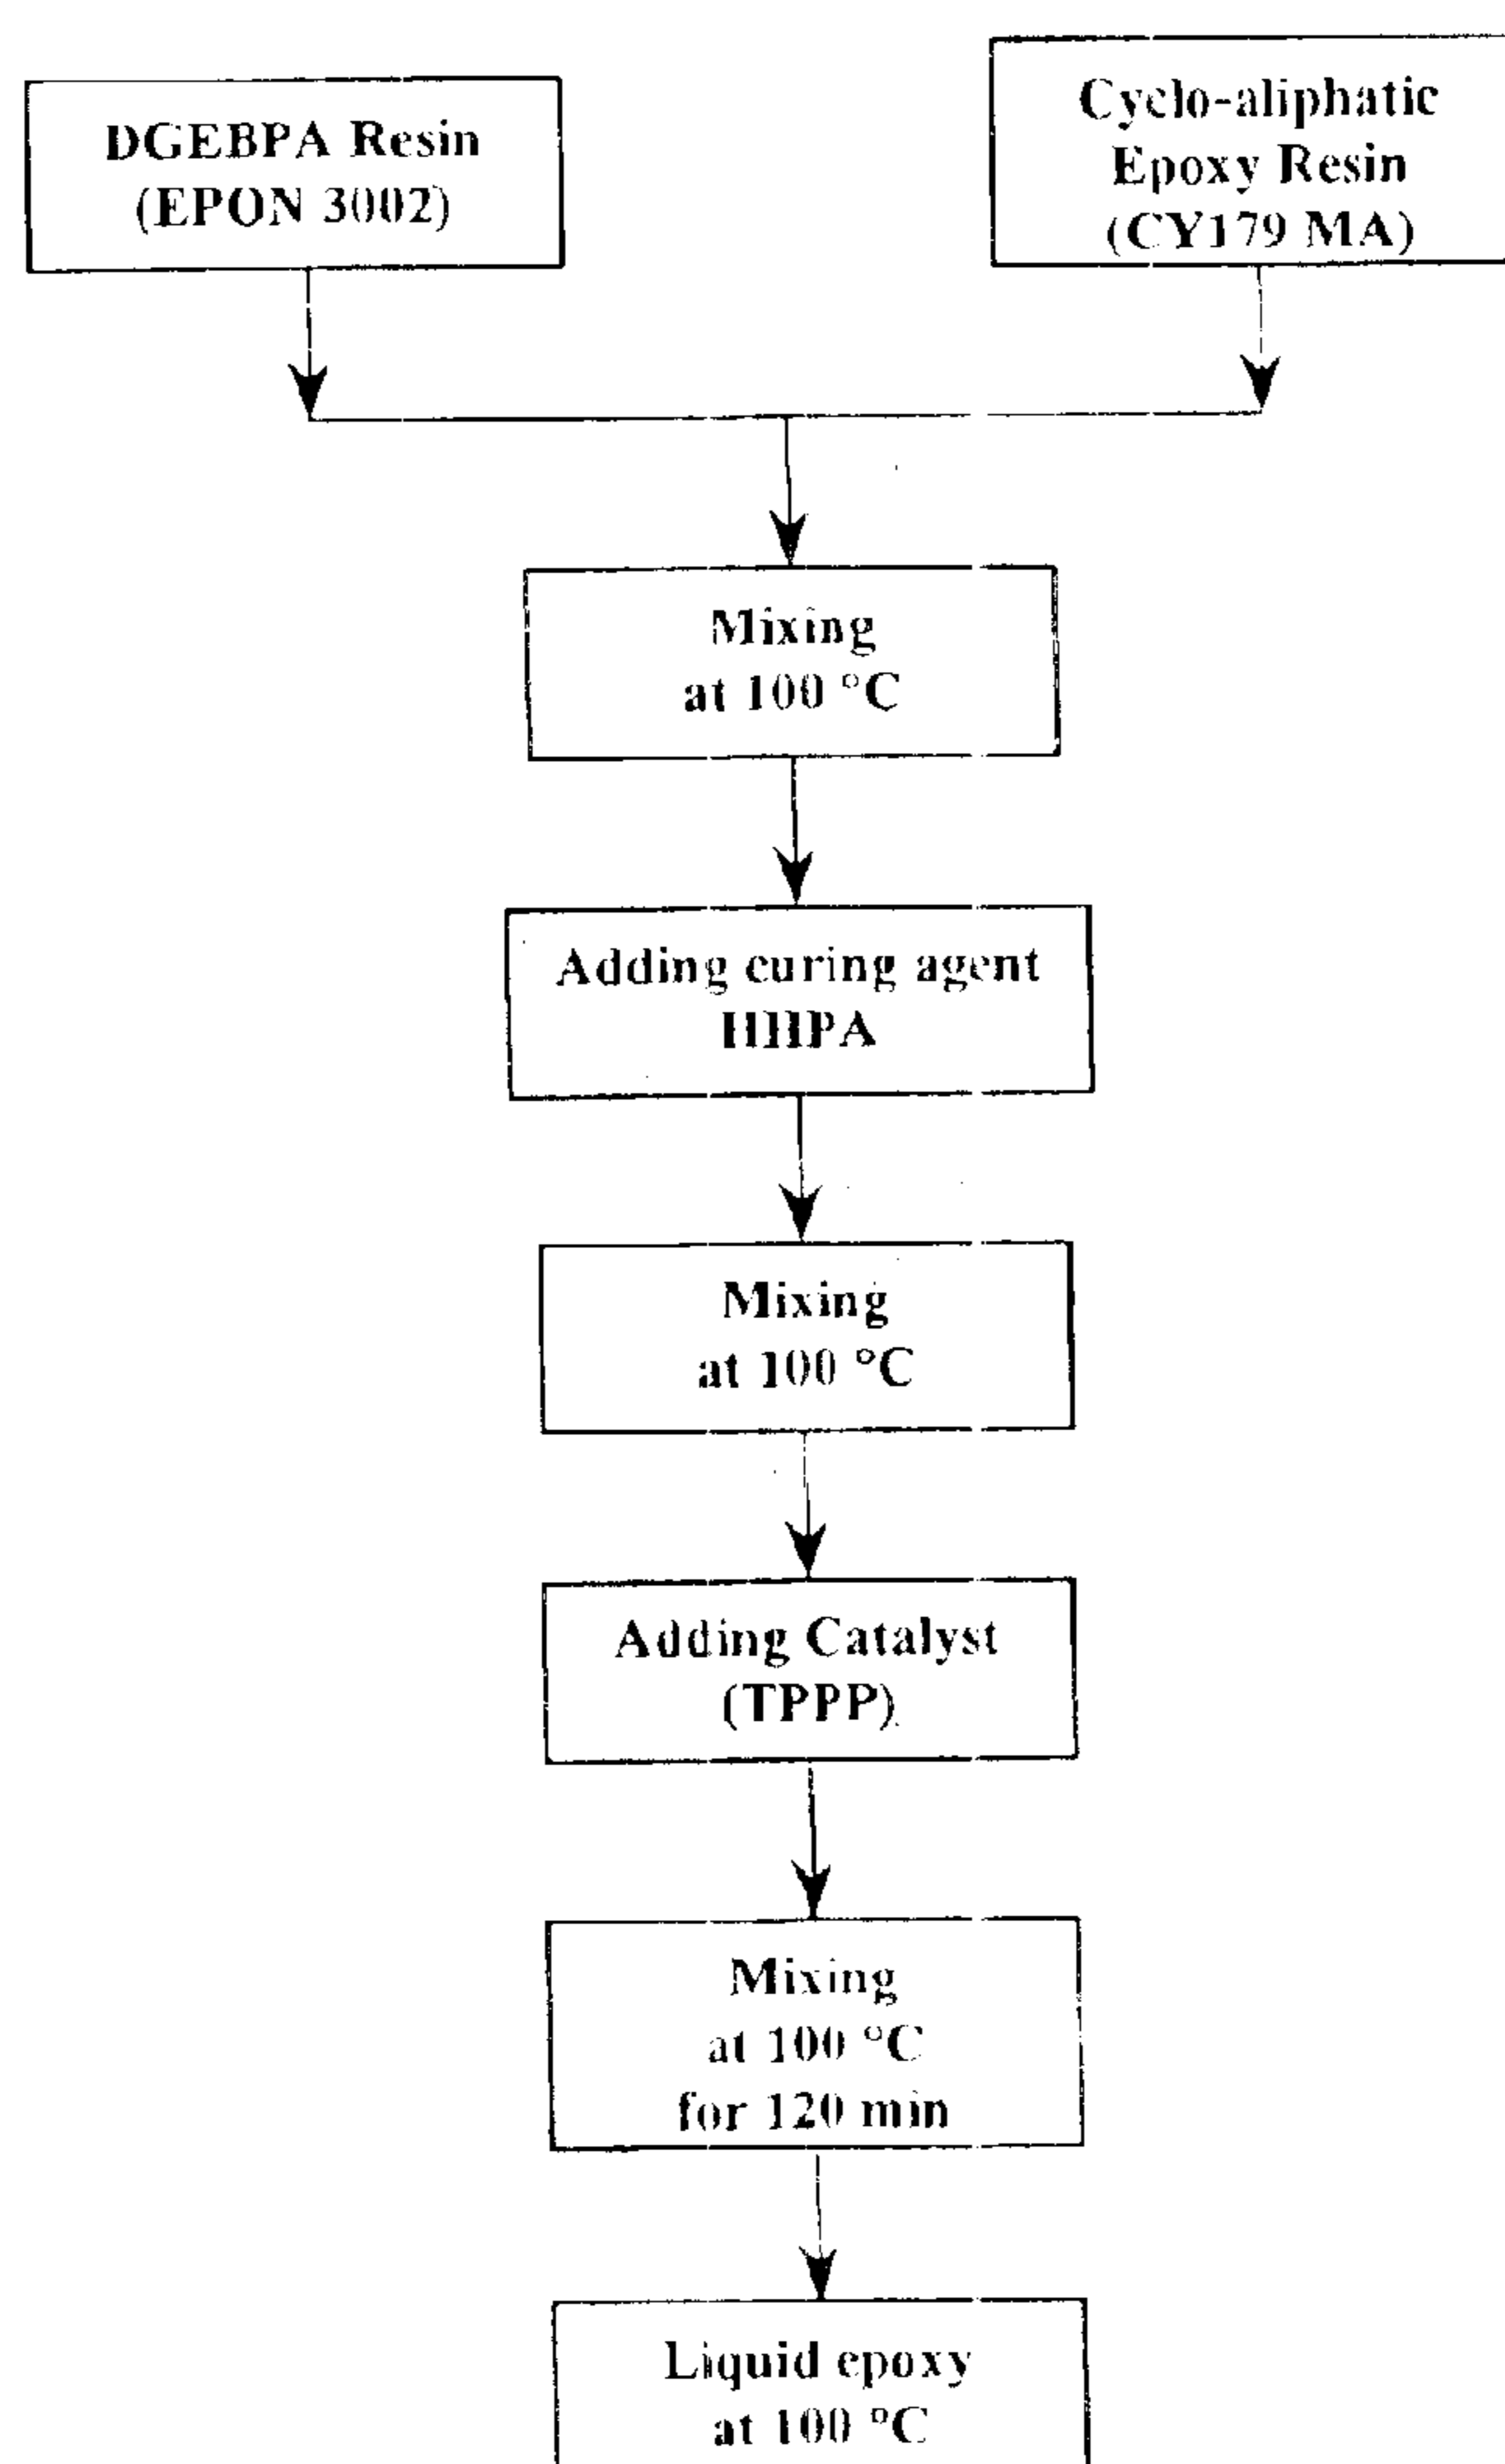 DGEBPA Resin
(EPON 3002)
Cyclo-aliphatic
Epoxy Resin
(CY179 MA)
Mixing
at 100 °C
Adding curing agent
HHPA
Mixing
at 100 °C
Adding Catalyst
(TPPP)
Mixing
at 100 °C
for 120 min
Liquid epoxy
at 100 °C